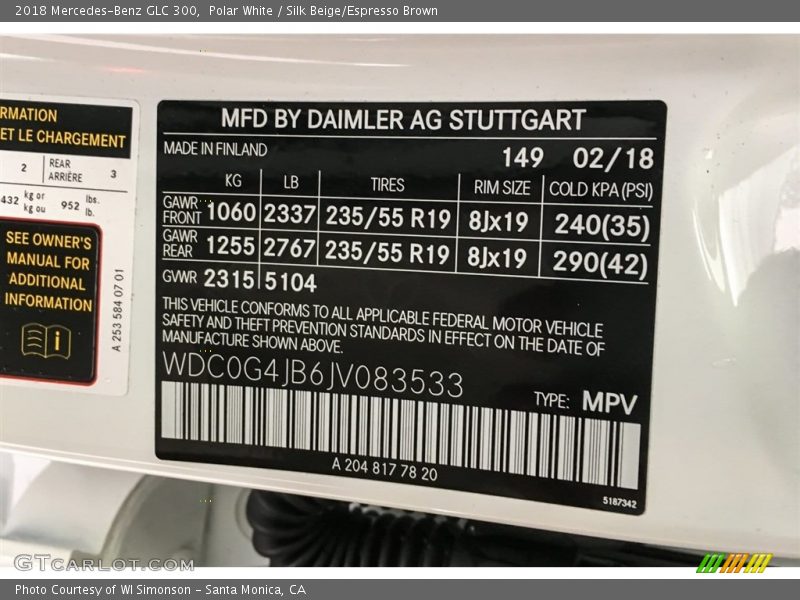 2018 Mercedes-Benz GLC 300,  Polar White / Silk Beige/Espresso Brown
RMATION
ET LE CHARGEMENT
2 REAR ARRIÈRE 3
432 kg or kg ou 952 lbs. lb.
SEE OWNER'S
MANUAL FOR
ADDITIONAL
INFORMATION
i
A 253 584 07 01
MFD BY DAIMLER AG STUTTGART
MADE IN FINLAND 149 02/18
KG LB TIRES RIM SIZE COLD KPA(PSI)
GAWR FRONT 1060 2337 235/55 R19 8Jx19 240(35)
GAWR REAR 1255 2767 235/55 R19 8Jx19 290(42)
GWR 2315 5104
THIS VEHICLE CONFORMS TO ALL APPLICABLE FEDERAL MOTOR VEHICLE
SAFETY AND THEFT PREVENTION STANDARDS IN EFFECT ON THE DATE OF
MANUFACTURE SHOWN ABOVE.
WDC0G4JB6JV083533
TYPE: MPV
A 204 817 78 20
5187342
GTCARLOT.COM
Photo Courtesy of WI Simonson - Santa Monica, CA